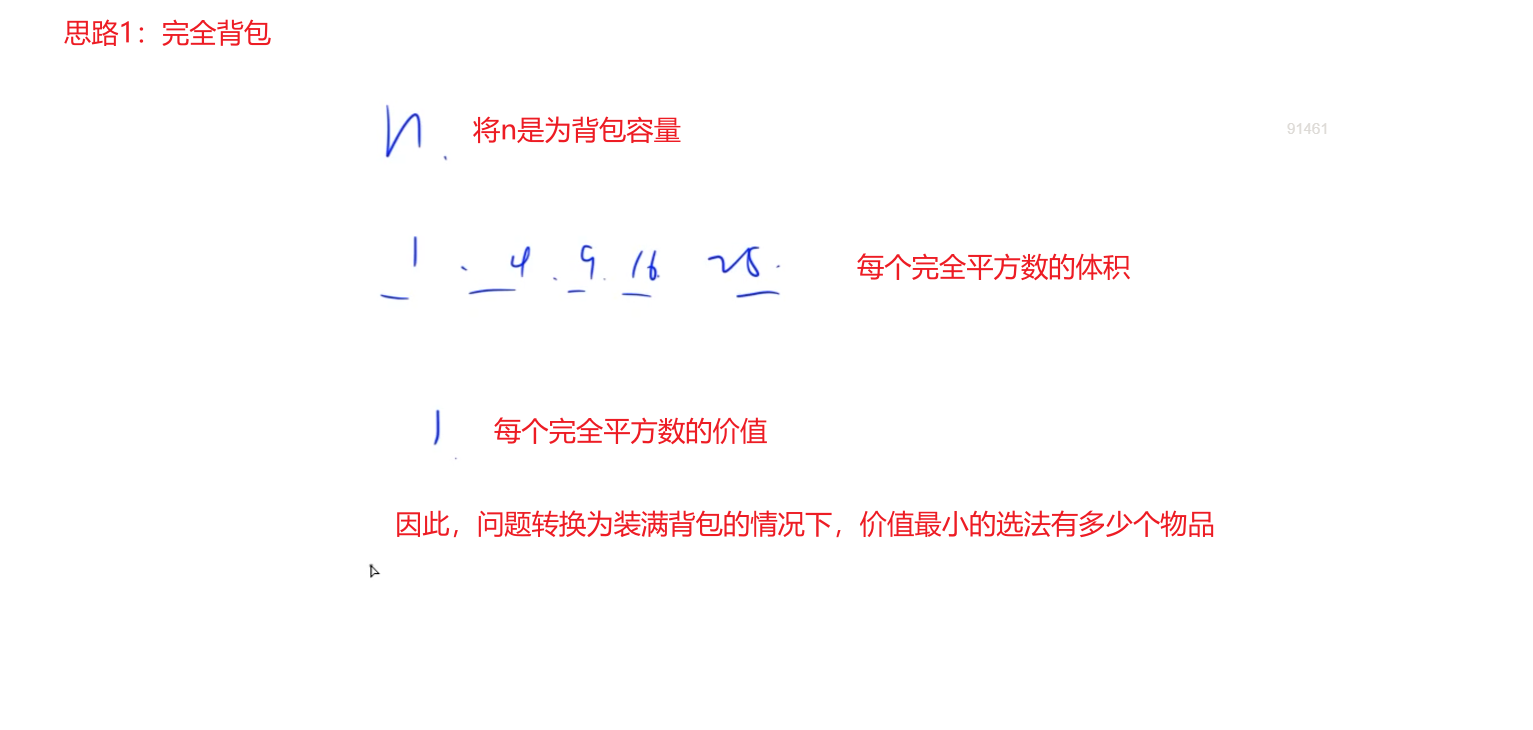 思路1：完全背包
n. 将n是为背包容量
91461
1. 4. 9. 16. 25. 每个完全平方数的体积
1. 每个完全平方数的价值
因此，问题转换为装满背包的情况下，价值最小的选法有多少个物品